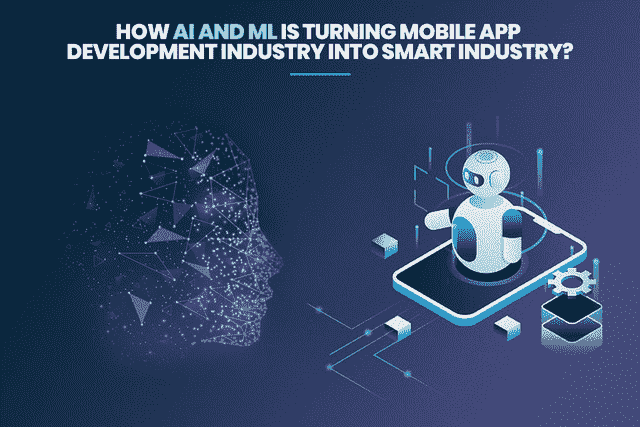 HOW AI AND ML IS TURNING MOBILE APP
DEVELOPMENT INDUSTRY INTO SMART INDUSTRY?